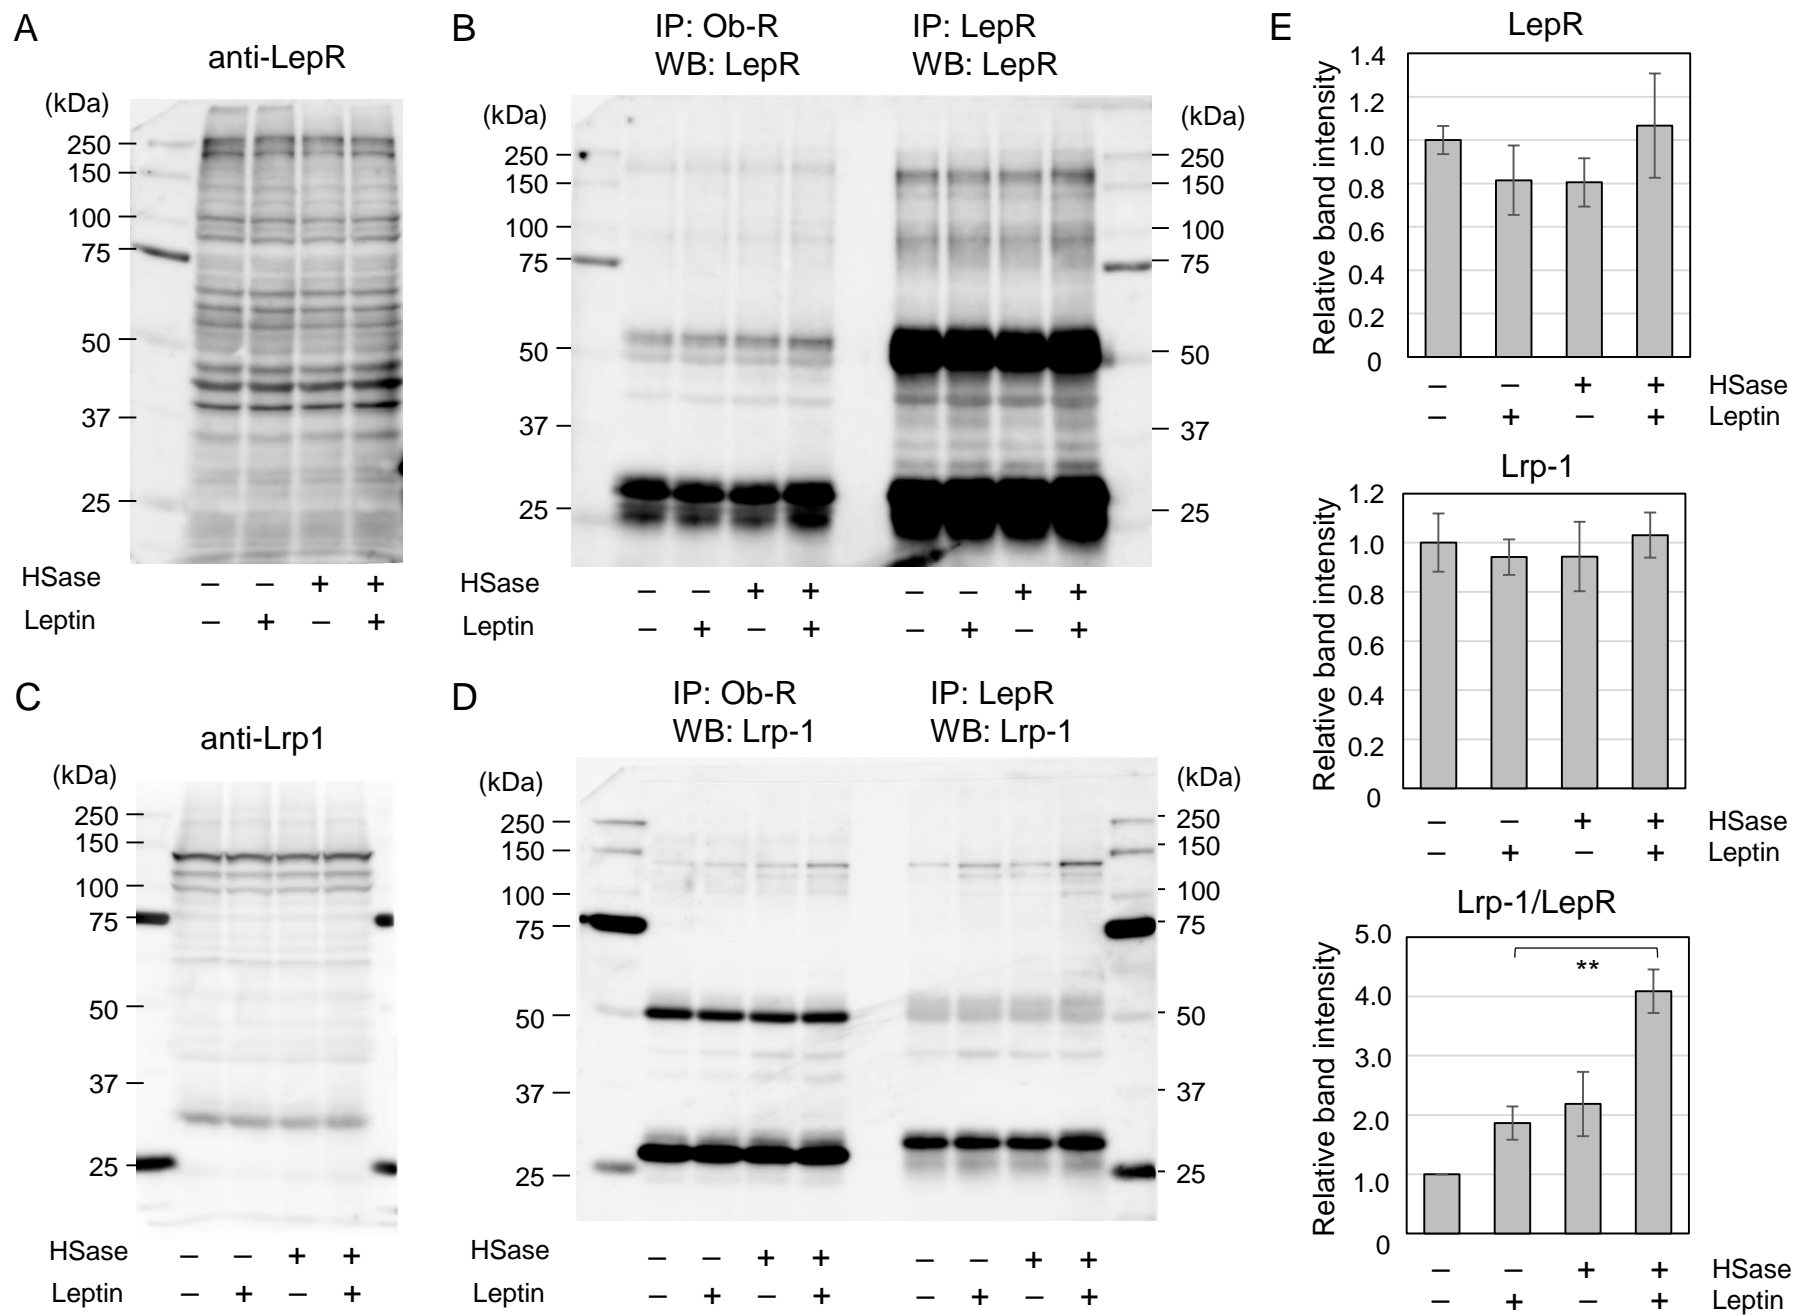 A
anti-LepR
(kDa)
250
150
100
75
50
37
25
HSase – – + +
Leptin – + – +
B
IP: Ob-R IP: LepR
WB: LepR WB: LepR
(kDa) (kDa)
250 250
150 150
100 100
75 75
50 50
37 37
25 25
HSase – – + + – – + +
Leptin – + – + – + – +
C
anti-Lrp1
(kDa)
250
150
100
75
50
37
25
HSase – – + +
Leptin – + – +
D
IP: Ob-R IP: LepR
WB: Lrp-1 WB: Lrp-1
(kDa) (kDa)
250 250
150 150
100 100
75 75
50 50
37 37
25 25
HSase – – + + – – + +
Leptin – + – + – + – +
E
LepR
Relative band intensity
1.4
1.2
1.0
0.8
0.6
0.4
0.2
0
– – + + HSase
– + – + Leptin
Lrp-1
Relative band intensity
1.2
1.0
0.8
0.6
0.4
0.2
0
– – + + HSase
– + – + Leptin
Lrp-1/LepR
Relative band intensity
5.0
4.0
3.0
2.0
1.0
0
**
– – + + HSase
– + – + Leptin